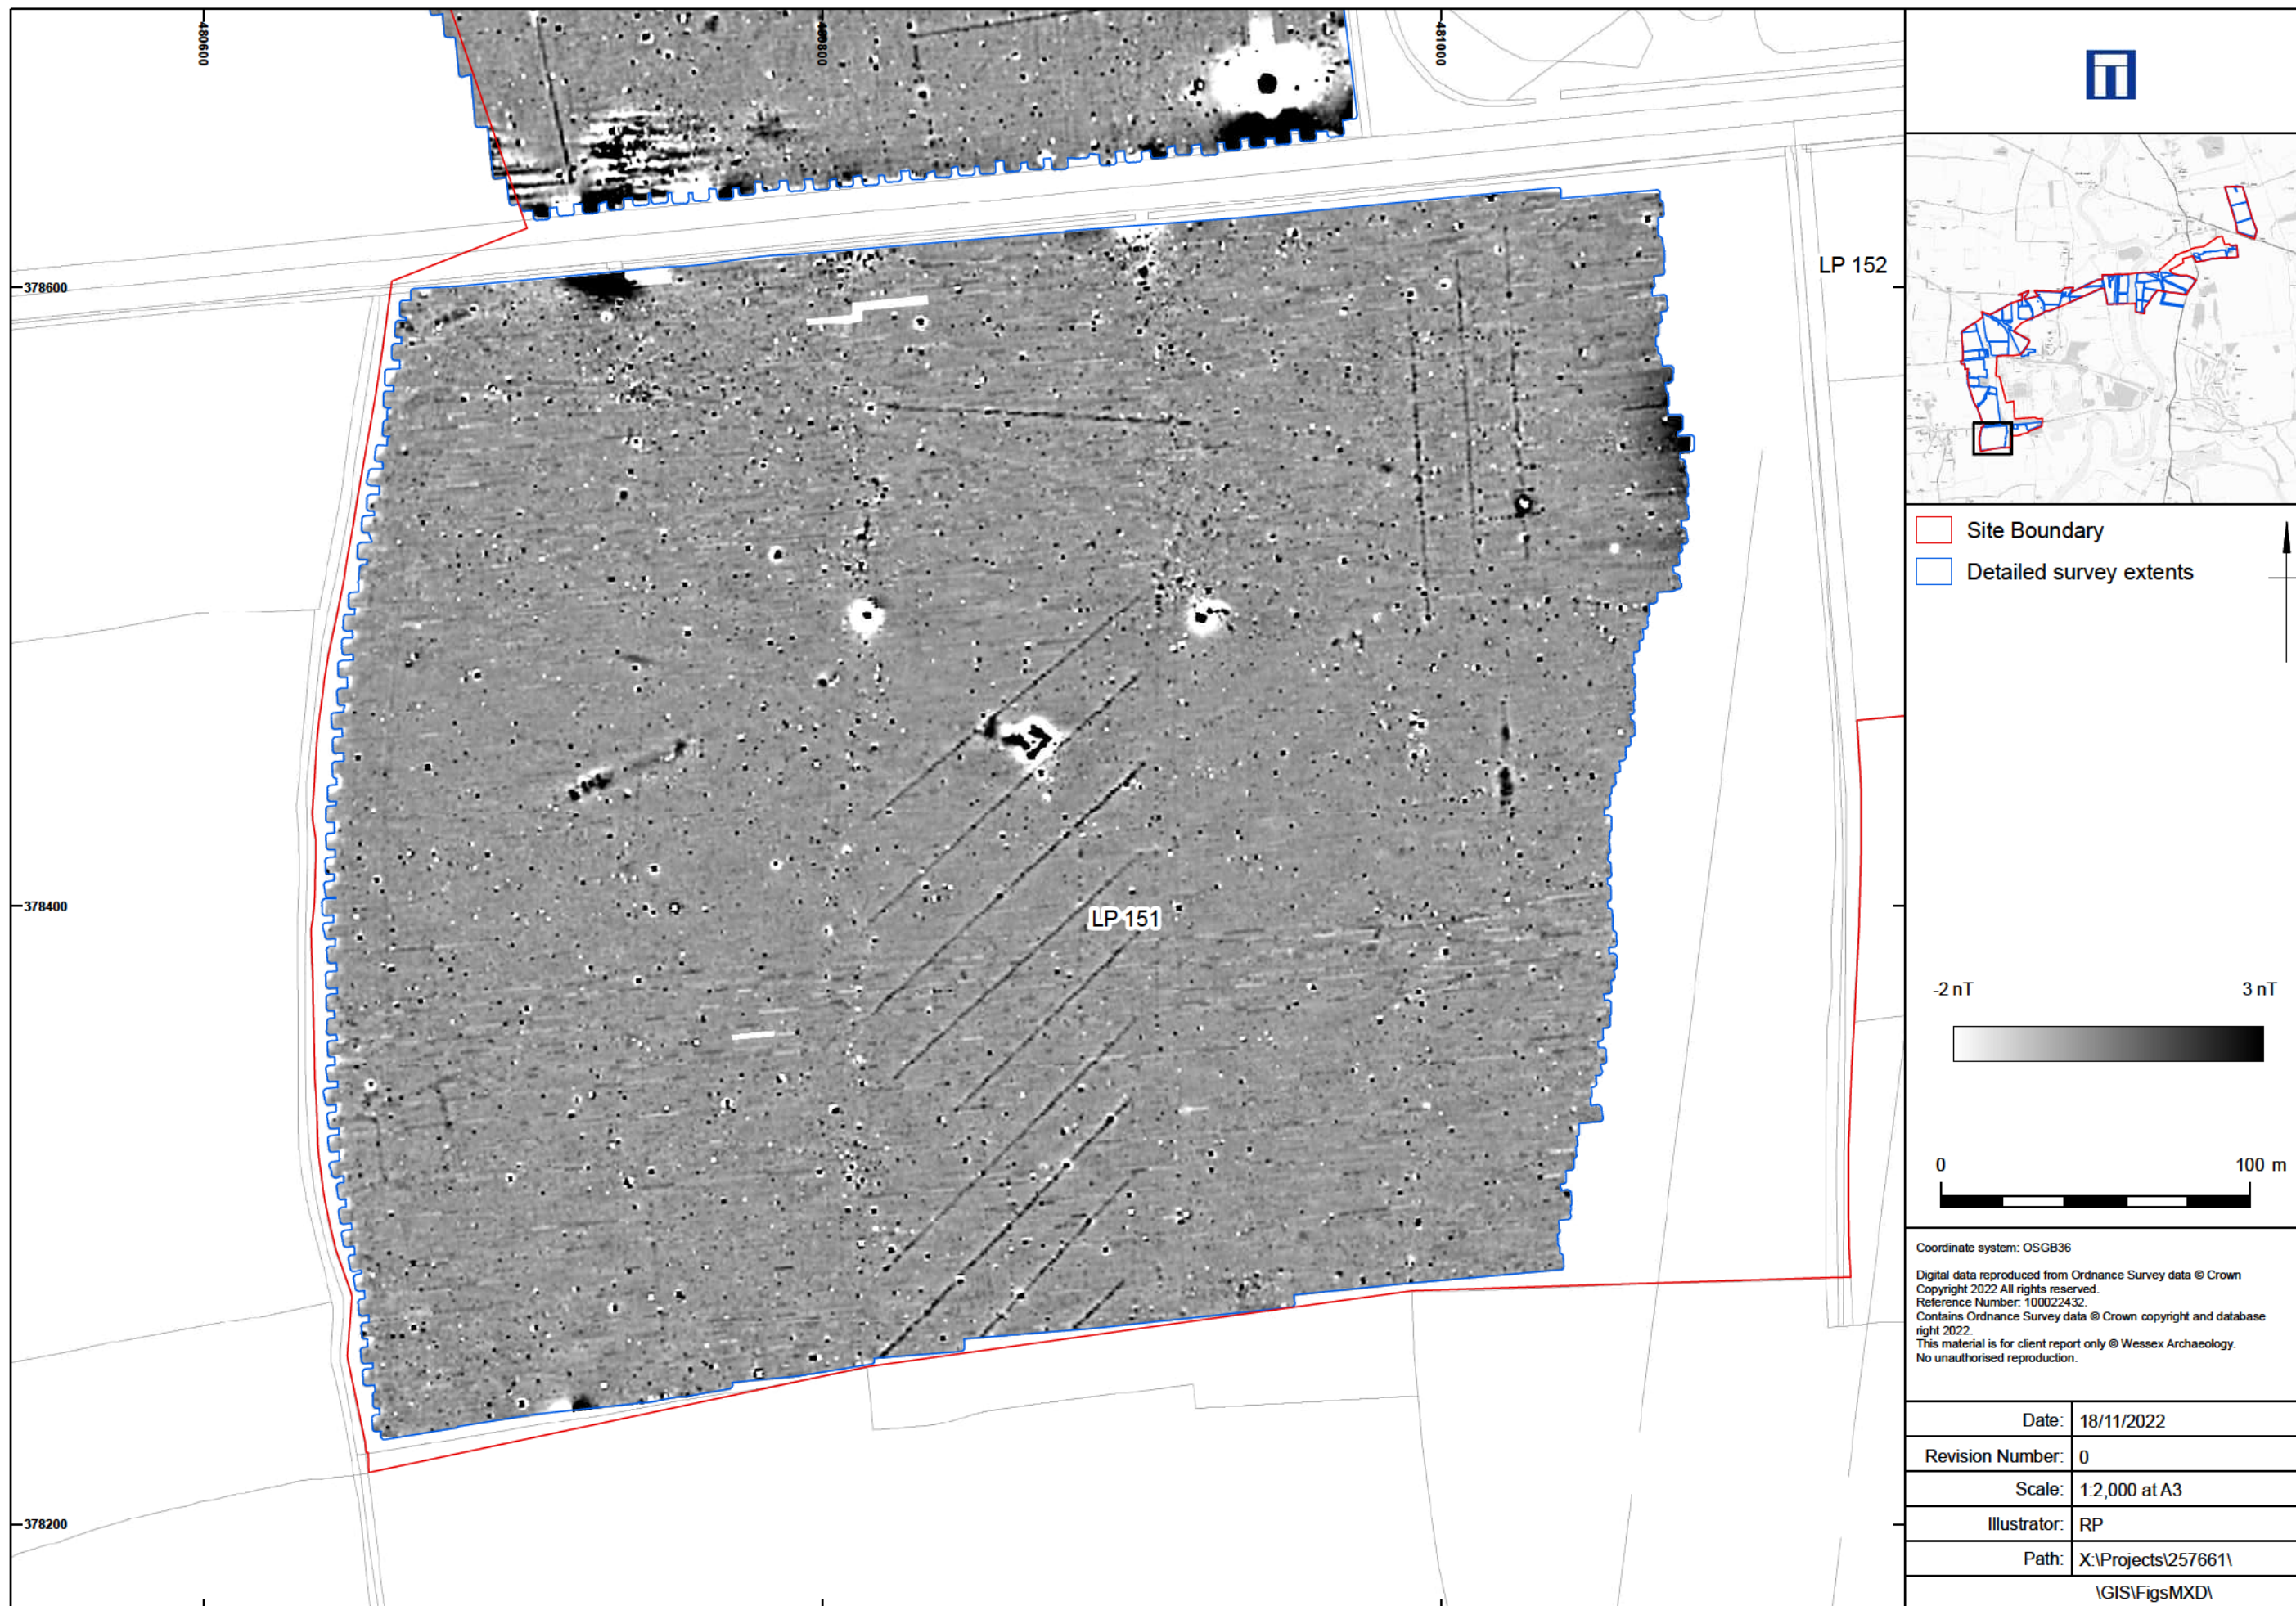 480600
480800
481000
378600
378400
378200
LP 152
LP 151
Site Boundary
Detailed survey extents
-2 nT
3 nT
0
100 m
Coordinate system: OSGB36
Digital data reproduced from Ordnance Survey data © Crown
Copyright 2022 All rights reserved.
Reference Number: 100022432.
Contains Ordnance Survey data © Crown copyright and database
right 2022.
This material is for client report only © Wessex Archaeology.
No unauthorised reproduction.
Date: 18/11/2022
Revision Number: 0
Scale: 1:2,000 at A3
Illustrator: RP
Path: X:\Projects\257661\
\GIS\FigsMXD\